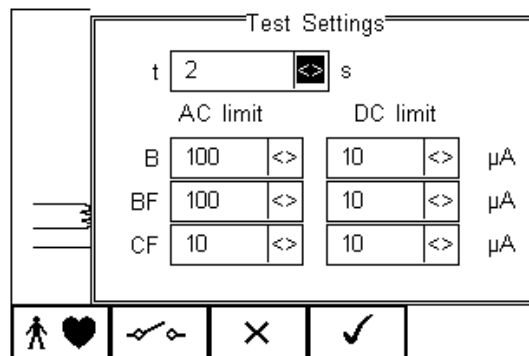 Test Settings
t 2 <> s
AC limit DC limit
B 100 <> 10 <> µA
BF 100 <> 10 <> µA
CF 10 <> 10 <> µA